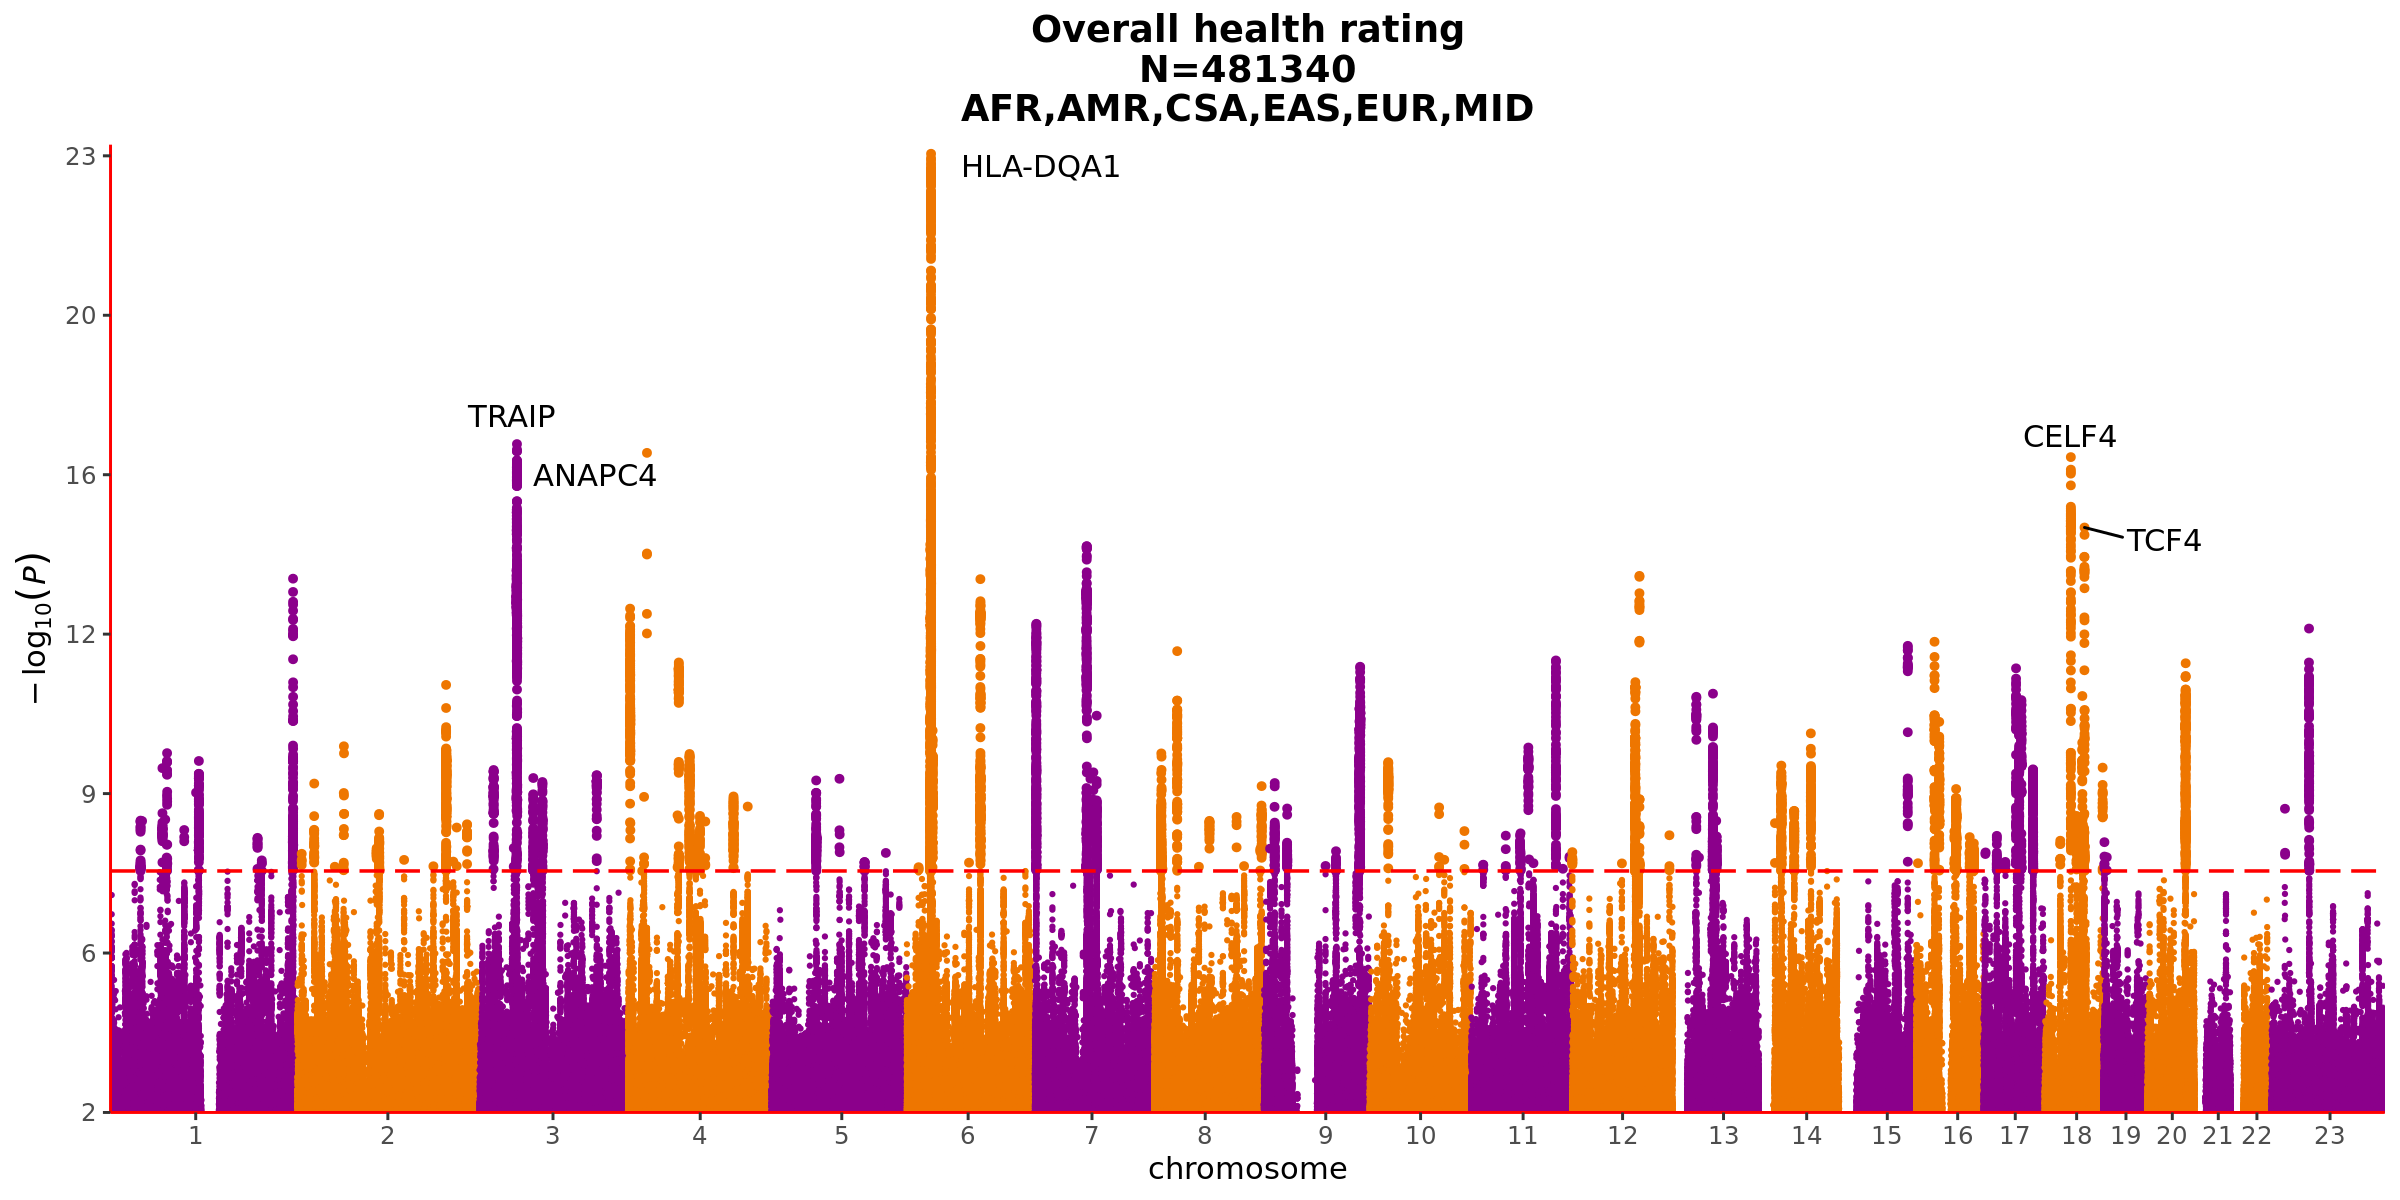 Overall health rating
N=481340
AFR,AMR,CSA,EAS,EUR,MID
23
HLA-DQA1
20
TRAIP
CELF4
16
ANAPC4
TCF4
−log10(P)
12
9
6
2
1 2 3 4 5 6 7 8 9 10 11 12 13 14 15 16 17 18 19 20 21 22 23
chromosome